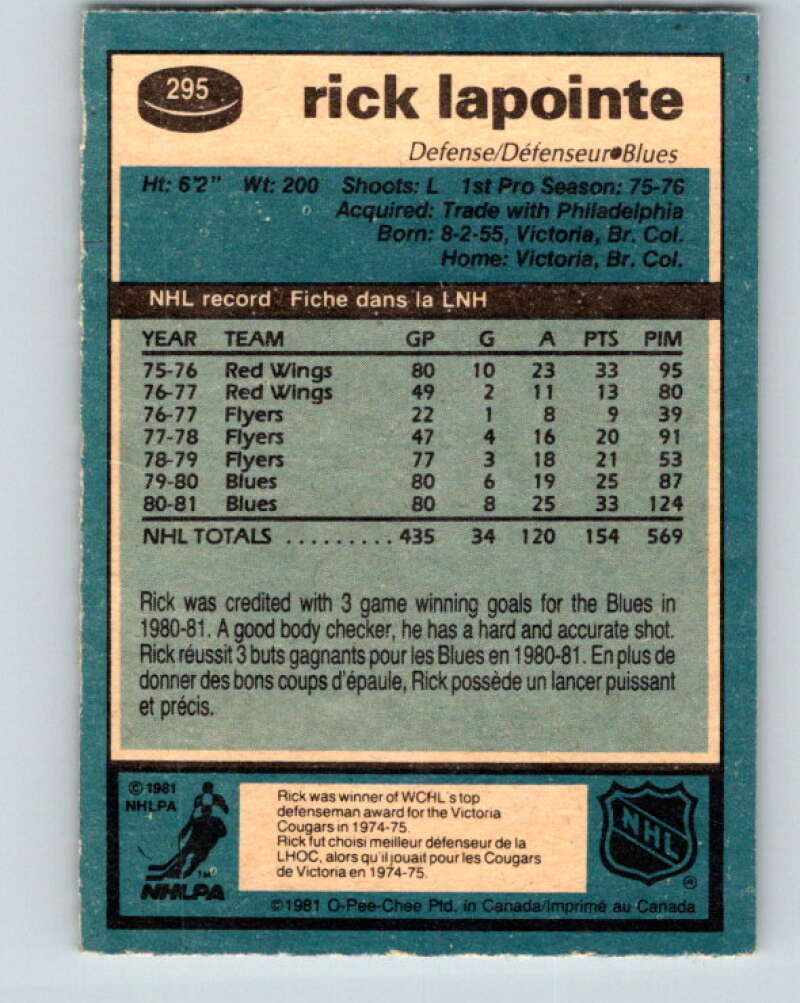 295
rick lapointe
Defense/Défenseur•Blues
Ht: 6'2" Wt: 200 Shoots: L 1st Pro Season: 75-76
Acquired: Trade with Philadelphia
Born: 8-2-55, Victoria, Br. Col.
Home: Victoria, Br. Col.
NHL record Fiche dans la LNH
YEAR TEAM GP G A PTS PIM
75-76 Red Wings 80 10 23 33 95
76-77 Red Wings 49 2 11 13 80
76-77 Flyers 22 1 8 9 39
77-78 Flyers 47 4 16 20 91
78-79 Flyers 77 3 18 21 53
79-80 Blues 80 6 19 25 87
80-81 Blues 80 8 25 33 124
NHL TOTALS .......... 435 34 120 154 569
Rick was credited with 3 game winning goals for the Blues in
1980-81. A good body checker, he has a hard and accurate shot.
Rick réussit 3 buts gagnants pour les Blues en 1980-81. En plus de
donner des bons coups d'épaule, Rick possède un lancer puissant
et précis.
© 1981
NHLPA
NHLPA
TM
Rick was winner of WCHL's top
defenseman award for the Victoria
Cougars in 1974-75.
Rick fut choisi meilleur défenseur de la
LHOC, alors qu'il jouait pour les Cougars
de Victoria en 1974-75.
NHL
®
©1981 O-Pee-Chee Ptd. in Canada/Imprimé au Canada